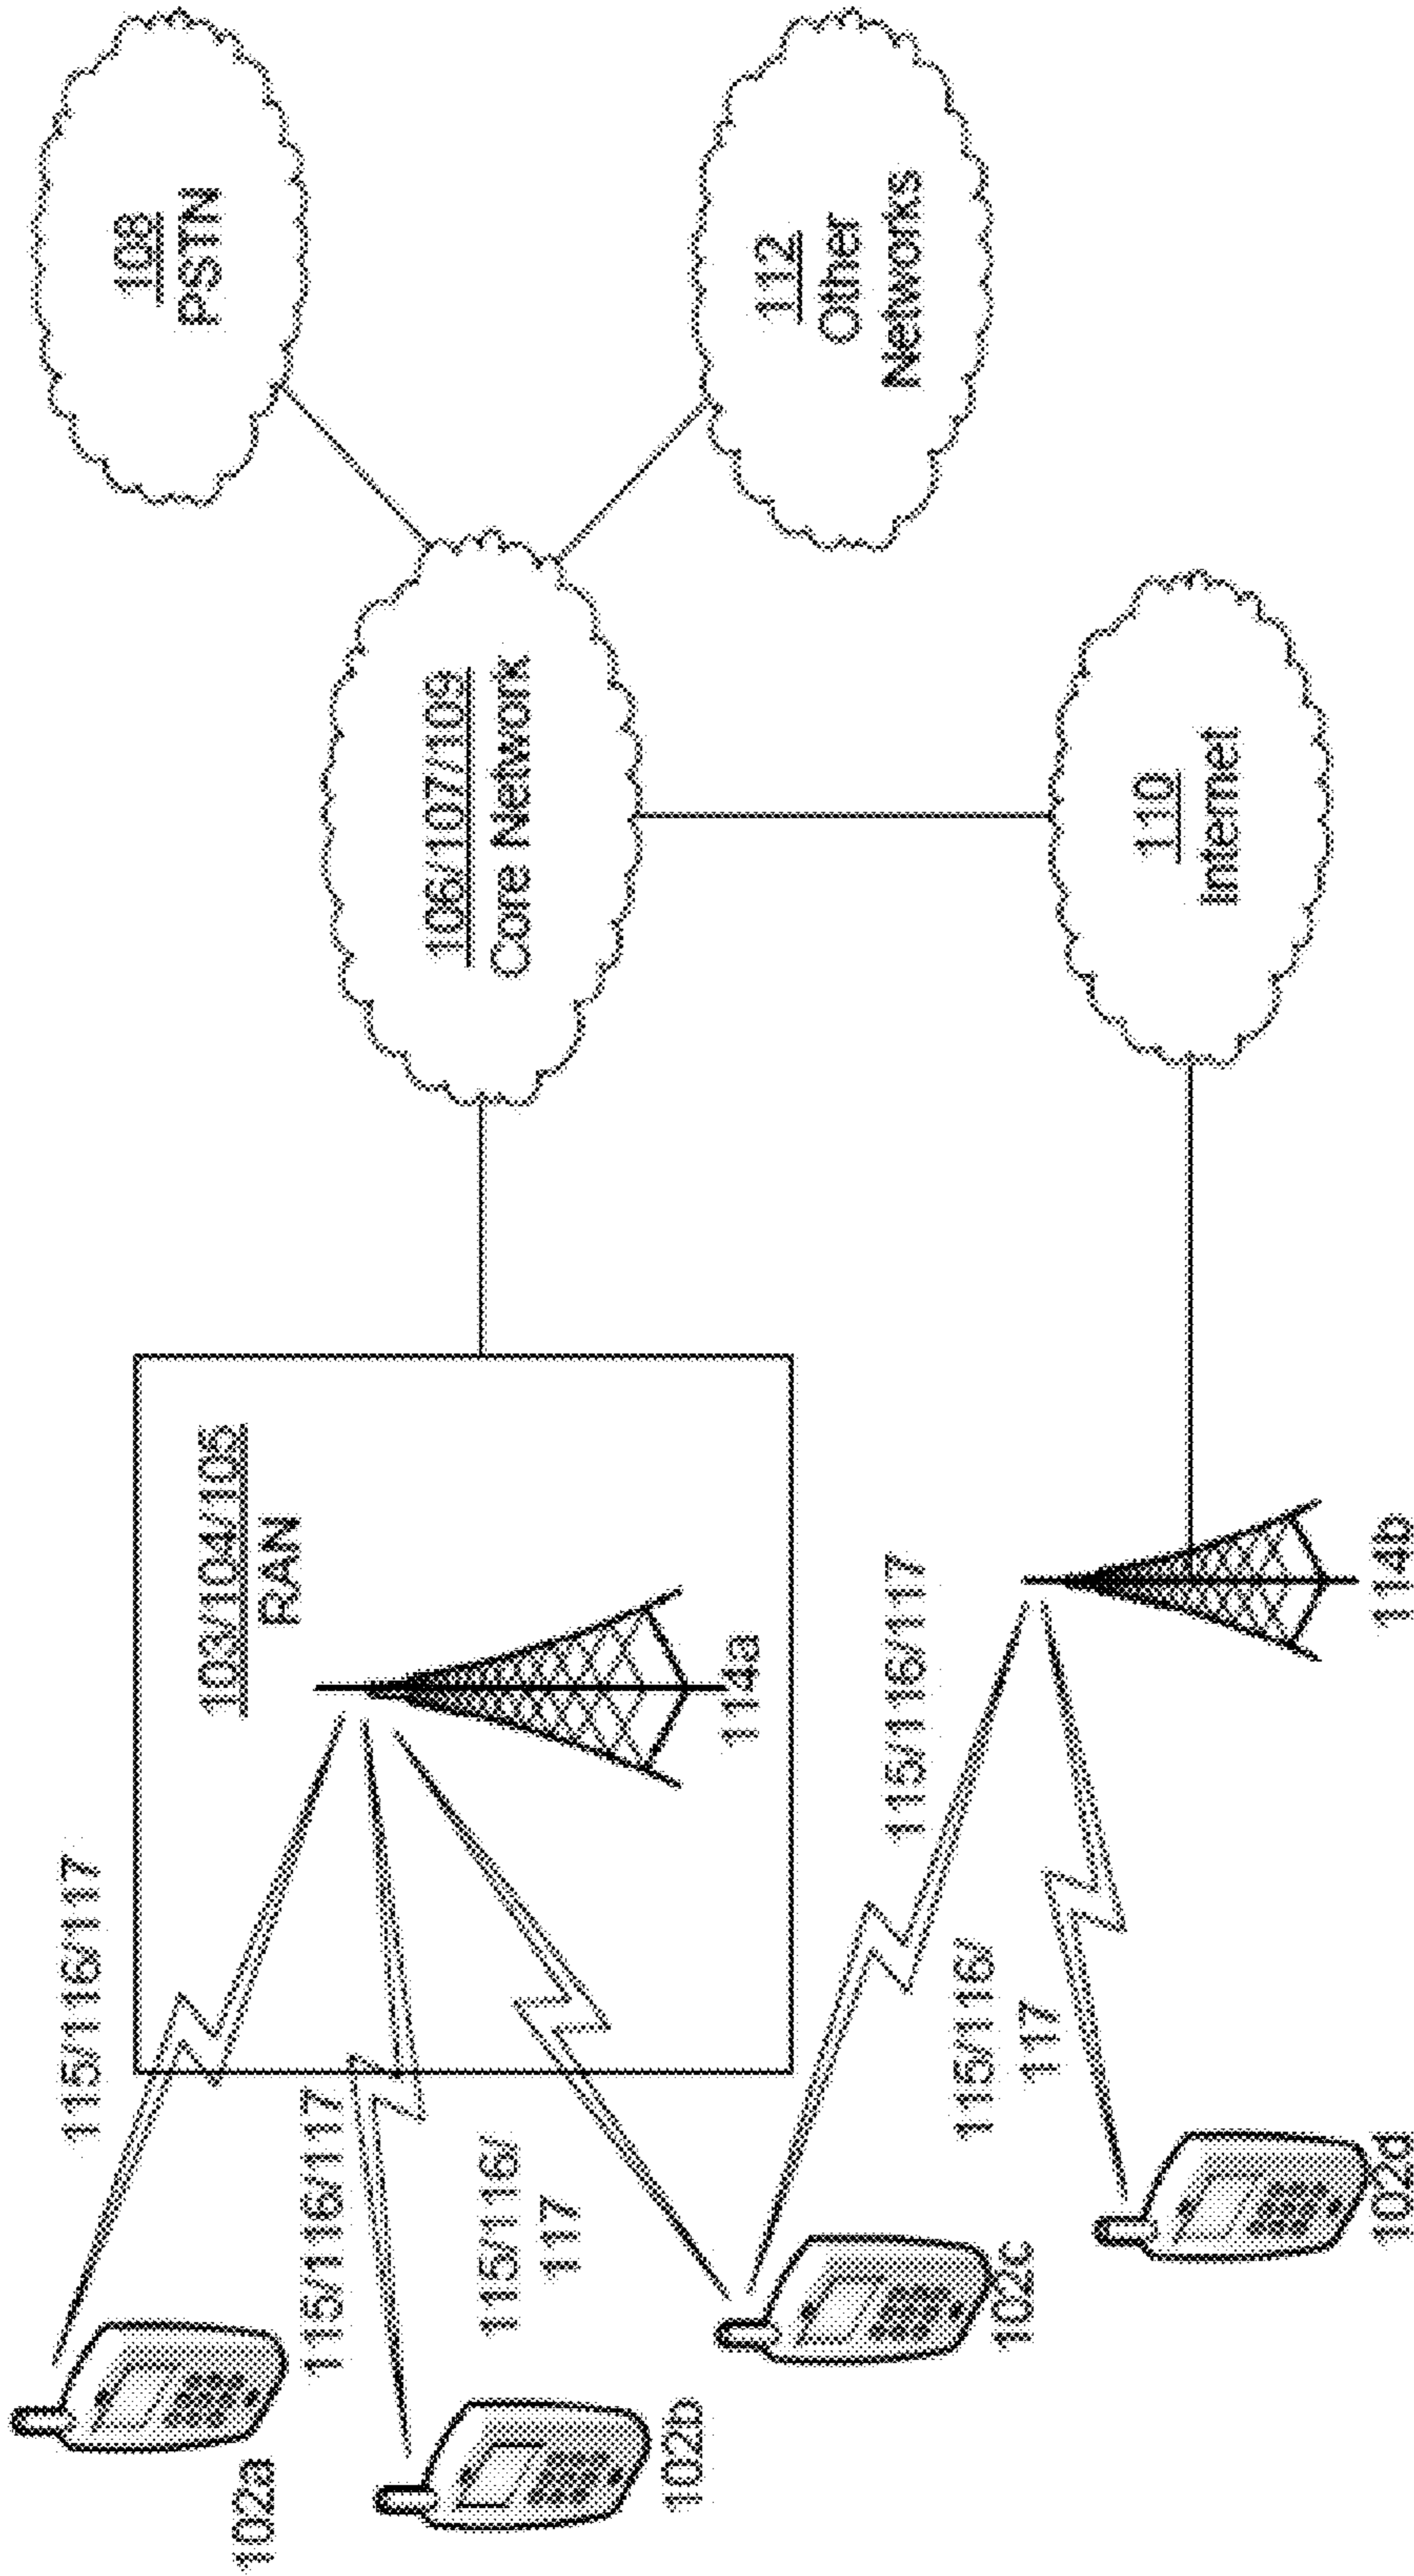 115/116/117
103/104/105
RAN
102a
115/116/117
114a
102b
115/116/
117
106/107/109
Core Network
108
PSTN
112
Other
Networks
115/116/117
102c
115/116/
117
114b
102d
110
Internet